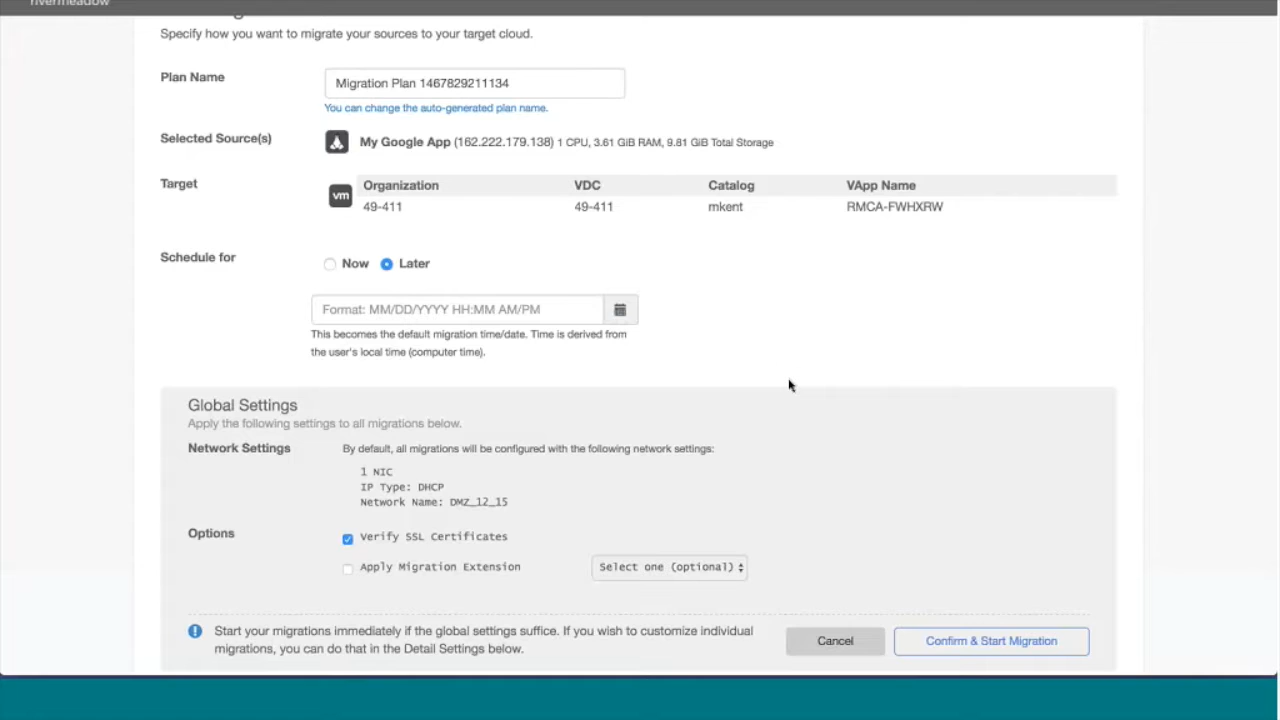 rivermeadow
Specify how you want to migrate your sources to your target cloud.
Plan Name
Migration Plan 1467829211134
You can change the auto-generated plan name.
Selected Source(s)
My Google App (162.222.179.138) 1 CPU, 3.61 GiB RAM, 9.81 GiB Total Storage
Target
vm
Organization VDC Catalog VApp Name
49-411 49-411 mkent RMCA-FWHXRW
Schedule for
Now Later
Format: MM/DD/YYYY HH:MM AM/PM
This becomes the default migration time/date. Time is derived from
the user's local time (computer time).
Global Settings
Apply the following settings to all migrations below.
Network Settings
By default, all migrations will be configured with the following network settings:
1 NIC
IP Type: DHCP
Network Name: DMZ_12_15
Options
Verify SSL Certificates
Apply Migration Extension
Select one (optional)
Start your migrations immediately if the global settings suffice. If you wish to customize individual
migrations, you can do that in the Detail Settings below.
Cancel
Confirm & Start Migration